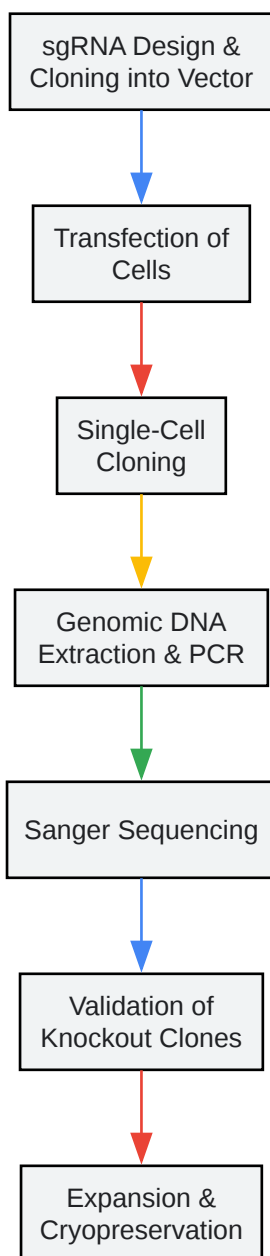 sgRNA Design &
Cloning into Vector
Transfection of
Cells
Single-Cell
Cloning
Genomic DNA
Extraction & PCR
Sanger Sequencing
Validation of
Knockout Clones
Expansion &
Cryopreservation